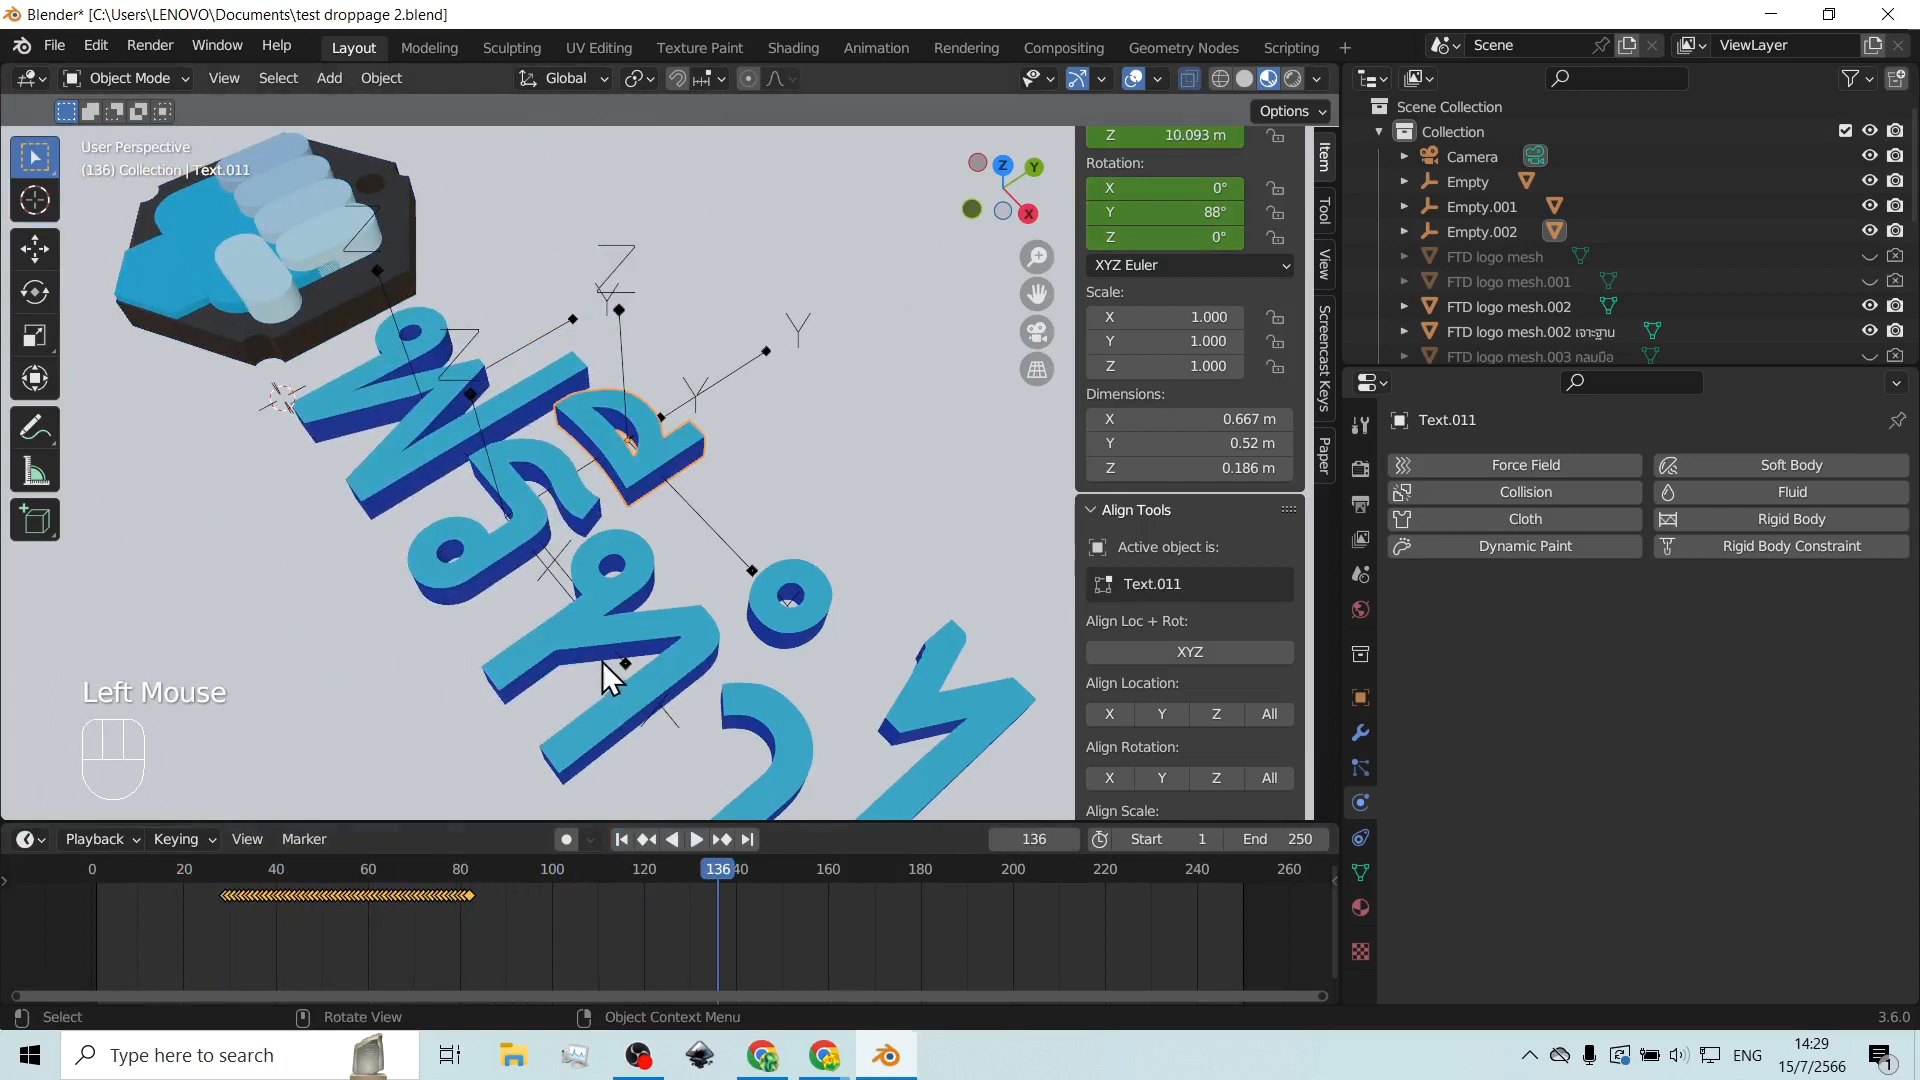 Blender* [C:\Users\LENOVO\Documents\test droppage 2.blend]
File Edit Render Window Help Layout Modeling Sculpting UV Editing Texture Paint Shading Animation Rendering Compositing Geometry Nodes Scripting Scene ViewLayer
Object Mode View Select Add Object Global
Options
User Perspective
(136) Collection | Text.011
Z 10.093 m
Rotation:
X 0°
Y 88°
Z 0°
XYZ Euler
Scale:
X 1.000
Y 1.000
Z 1.000
Dimensions:
X 0.667 m
Y 0.52 m
Z 0.186 m
Align Tools
Active object is:
Text.011
Align Loc + Rot:
XYZ
Align Location:
X Y Z All
Align Rotation:
X Y Z All
Align Scale:
Item
Tool
View
Screencast Keys
Paper
Scene Collection
Collection
Camera
Empty
Empty.001
Empty.002
FTD logo mesh
FTD logo mesh.001
FTD logo mesh.002
FTD logo mesh.002 เจาะฐาน
FTD logo mesh.003 กลมมือ
Text.011
Force Field Soft Body
Collision Fluid
Cloth Rigid Body
Dynamic Paint Rigid Body Constraint
Left Mouse
Playback Keying View Marker 136 Start 1 End 250
0 20 40 60 80 100 120 136 40 160 180 200 220 240 260
Select Rotate View Object Context Menu 3.6.0
Type here to search
ENG
14:29
15/7/2566
1
X
Y
Z